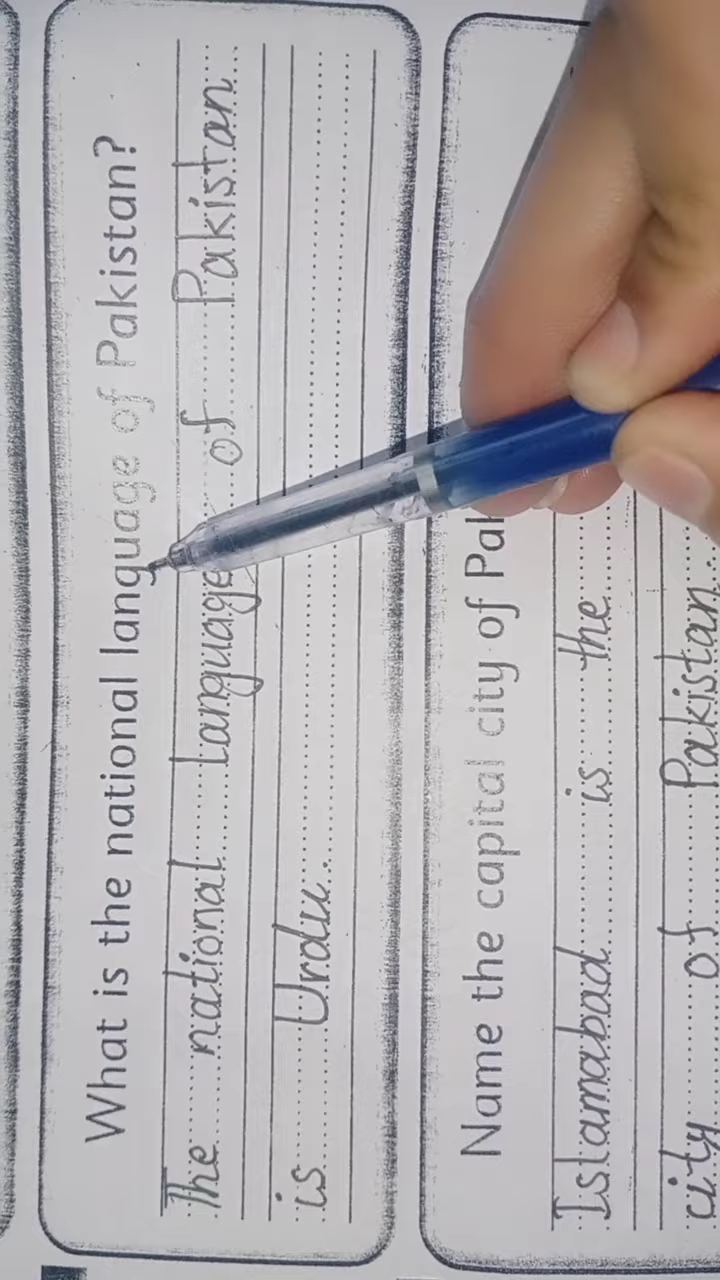 What is the national language of Pakistan?
The national language of Pakistan
is Urdu.
Name the capital city of Pak
Islamabad is the
city of Pakistan.